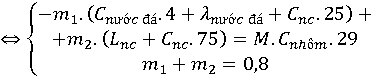 ⇔ { −m₁. (Cnước đá. 4 + λnước đá + Cnc. 25) +
+m₂. (Lnc + Cnc. 75) = M. Cnhôm. 29
m₁ + m₂ = 0,8